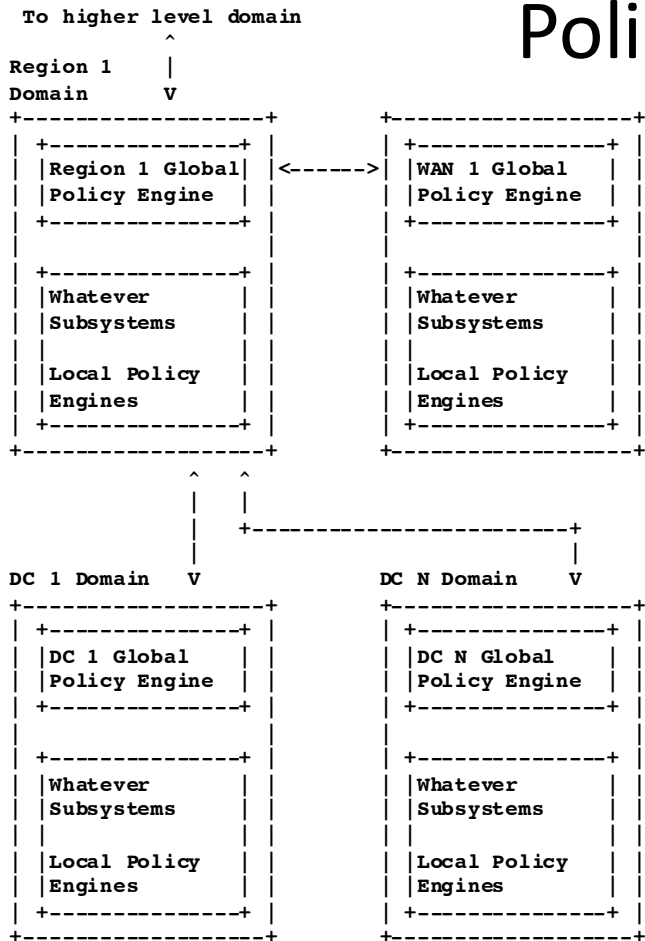 To higher level domain
Poli
^
Region 1 |
Domain V
+-------------------+ +-------------------+
| +---------------+ | | +---------------+ |
| |Region 1 Global| |<------>| |WAN 1 Global | |
| |Policy Engine | | | |Policy Engine | |
| +---------------+ | | +---------------+ |
| | | |
| +---------------+ | | +---------------+ |
| |Whatever | | | |Whatever | |
| |Subsystems | | | |Subsystems | |
| | | | | | | |
| |Local Policy | | | |Local Policy | |
| |Engines | | | |Engines | |
| +---------------+ | | +---------------+ |
+-------------------+ +-------------------+
^ ^
| |
| +--------------------------+
| |
DC 1 Domain V DC N Domain V
+-------------------+ +-------------------+
| +---------------+ | | +---------------+ |
| |DC 1 Global | | | |DC N Global | |
| |Policy Engine | | | |Policy Engine | |
| +---------------+ | | +---------------+ |
| | | |
| +---------------+ | | +---------------+ |
| |Whatever | | | |Whatever | |
| |Subsystems | | | |Subsystems | |
| | | | | | | |
| |Local Policy | | | |Local Policy | |
| |Engines | | | |Engines | |
| +---------------+ | | +---------------+ |
+-------------------+ +-------------------+